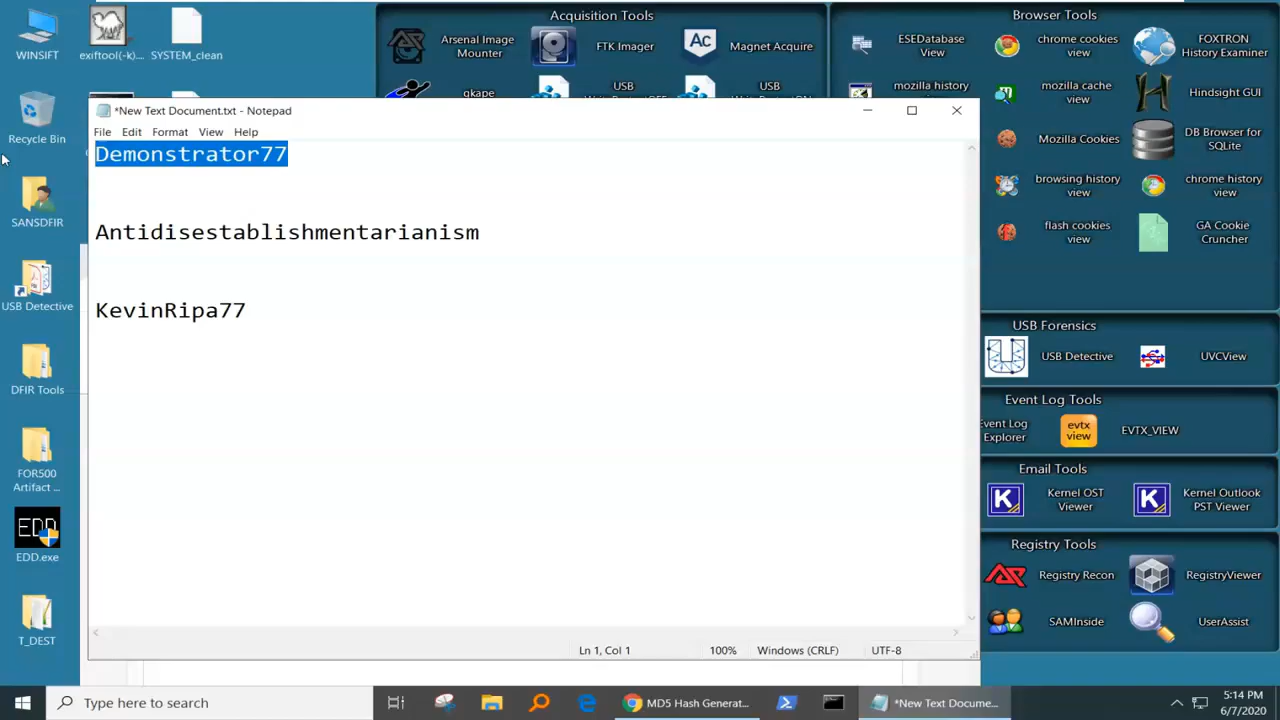 Acquisition Tools
Browser Tools
WINSIFT
exiftool(-k)....
SYSTEM_clean
Arsenal Image
Mounter
FTK Imager
Magnet Acquire
ESEDatabase
View
chrome cookies
view
FOXTRON
History Examiner
gkape
USB
USB
mozilla history
mozilla cache
view
Hindsight GUI
*New Text Document.txt - Notepad
File Edit Format View Help
Demonstrator77
Antidisestablishmentarianism
KevinRipa77
Recycle Bin
Mozilla Cookies
DB Browser for
SQLite
browsing history
view
chrome history
view
flash cookies
view
GA Cookie
Cruncher
SANSDFIR
USB Detective
DFIR Tools
FOR500
Artifact ...
EDD
EDD.exe
T_DEST
USB Forensics
USB Detective
UVCView
Event Log Tools
Event Log
Explorer
evtx
view
EVTX_VIEW
Email Tools
Kernel OST
Viewer
Kernel Outlook
PST Viewer
Registry Tools
Registry Recon
RegistryViewer
SAMInside
UserAssist
Ln 1, Col 1
100%
Windows (CRLF)
UTF-8
Type here to search
MD5 Hash Generat...
*New Text Docume...
5:14 PM
6/7/2020